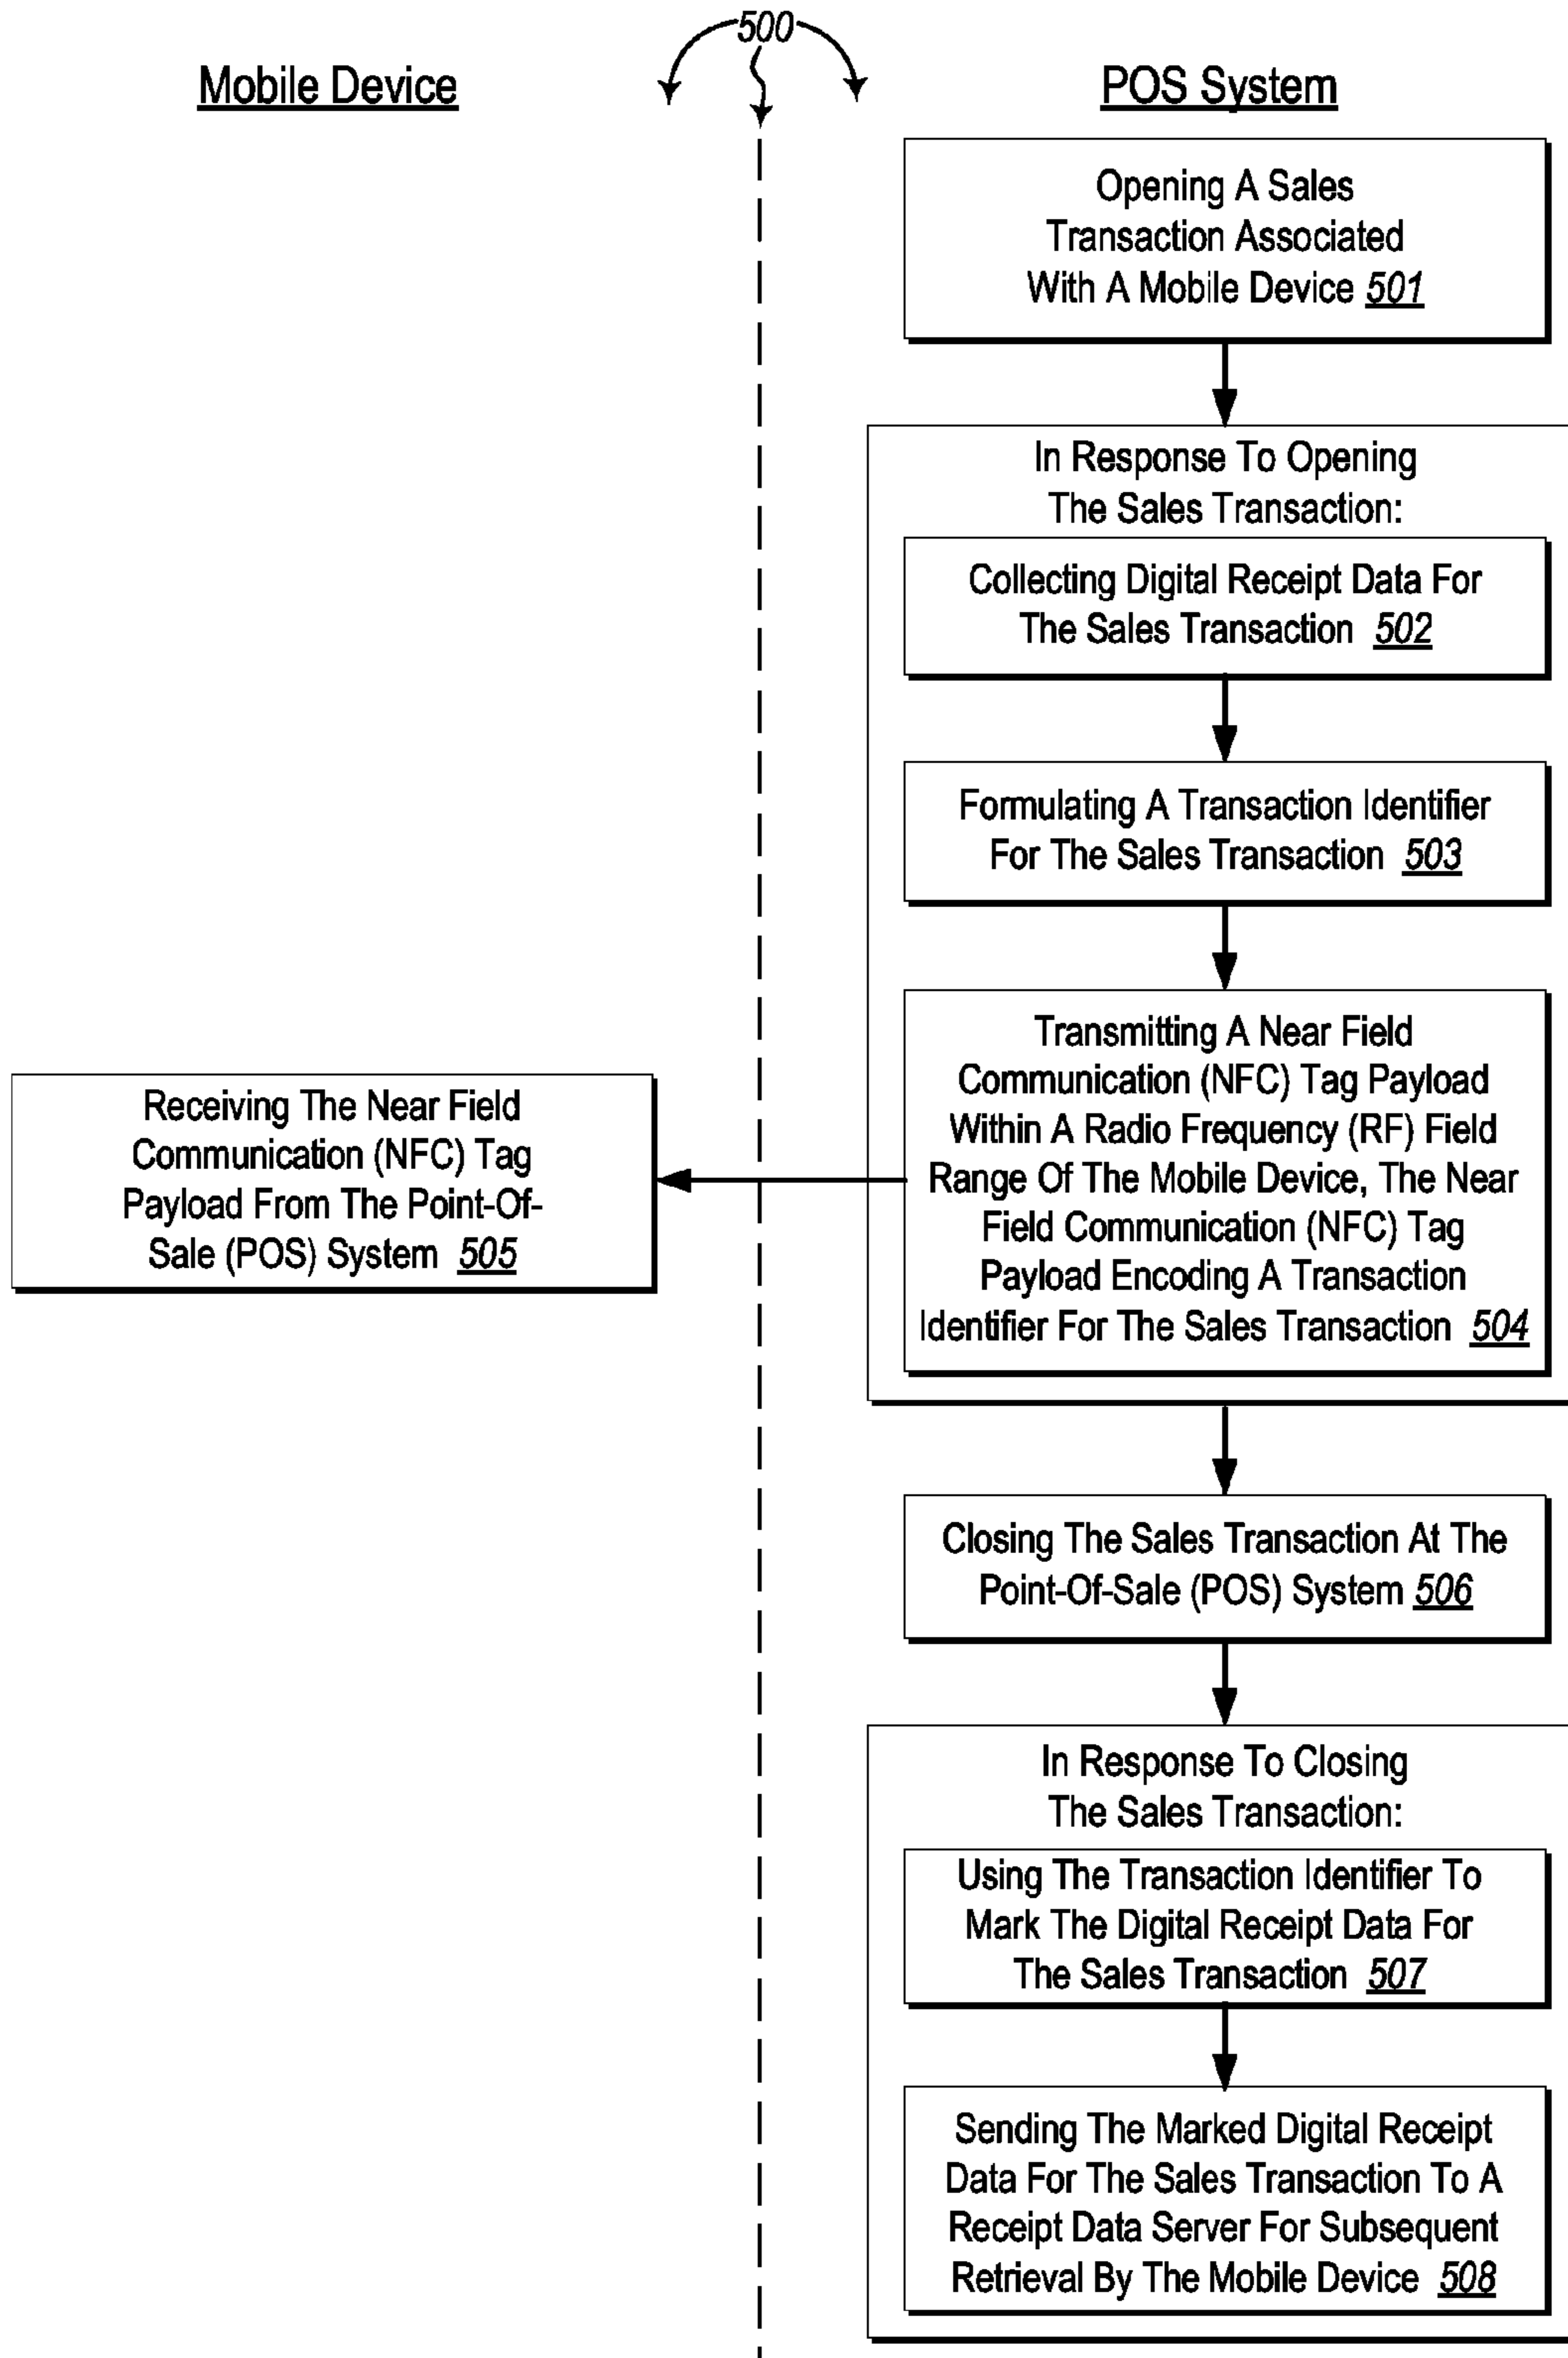 500
Mobile Device
POS System
Opening A Sales
Transaction Associated
With A Mobile Device 501
In Response To Opening
The Sales Transaction:
Collecting Digital Receipt Data For
The Sales Transaction 502
Formulating A Transaction Identifier
For The Sales Transaction 503
Transmitting A Near Field
Communication (NFC) Tag Payload
Within A Radio Frequency (RF) Field
Range Of The Mobile Device, The Near
Field Communication (NFC) Tag
Payload Encoding A Transaction
Identifier For The Sales Transaction 504
Receiving The Near Field
Communication (NFC) Tag
Payload From The Point-Of-
Sale (POS) System 505
Closing The Sales Transaction At The
Point-Of-Sale (POS) System 506
In Response To Closing
The Sales Transaction:
Using The Transaction Identifier To
Mark The Digital Receipt Data For
The Sales Transaction 507
Sending The Marked Digital Receipt
Data For The Sales Transaction To A
Receipt Data Server For Subsequent
Retrieval By The Mobile Device 508